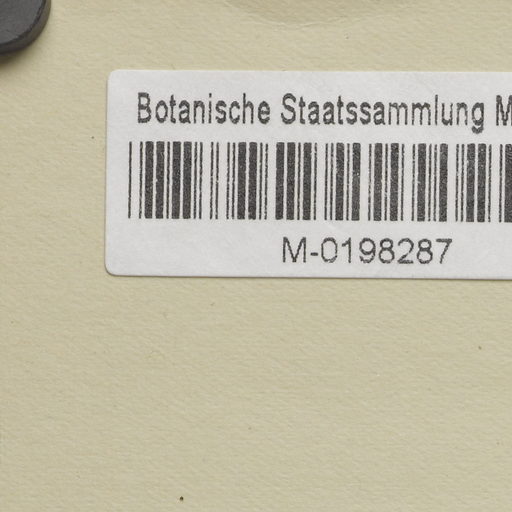 Botanische Staatssammlung M
M-0198287